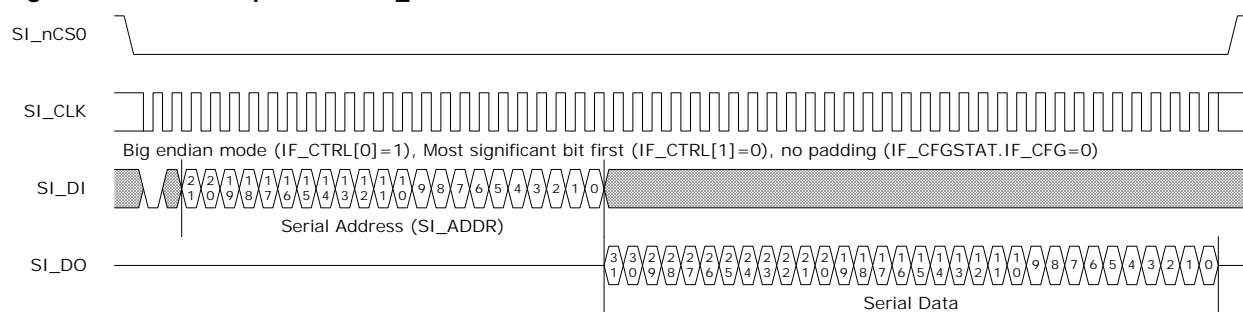 SI_nCS0
SI_CLK
Big endian mode (IF_CTRL[0]=1), Most significant bit first (IF_CTRL[1]=0), no padding (IF_CFGSTAT.IF_CFG=0)
SI_DI 21 20 19 18 17 16 15 14 13 12 11 10 9 8 7 6 5 4 3 2 1 0
Serial Address (SI_ADDR)
SI_DO 31 30 29 28 27 26 25 24 23 22 21 20 19 18 17 16 15 14 13 12 11 10 9 8 7 6 5 4 3 2 1 0
Serial Data